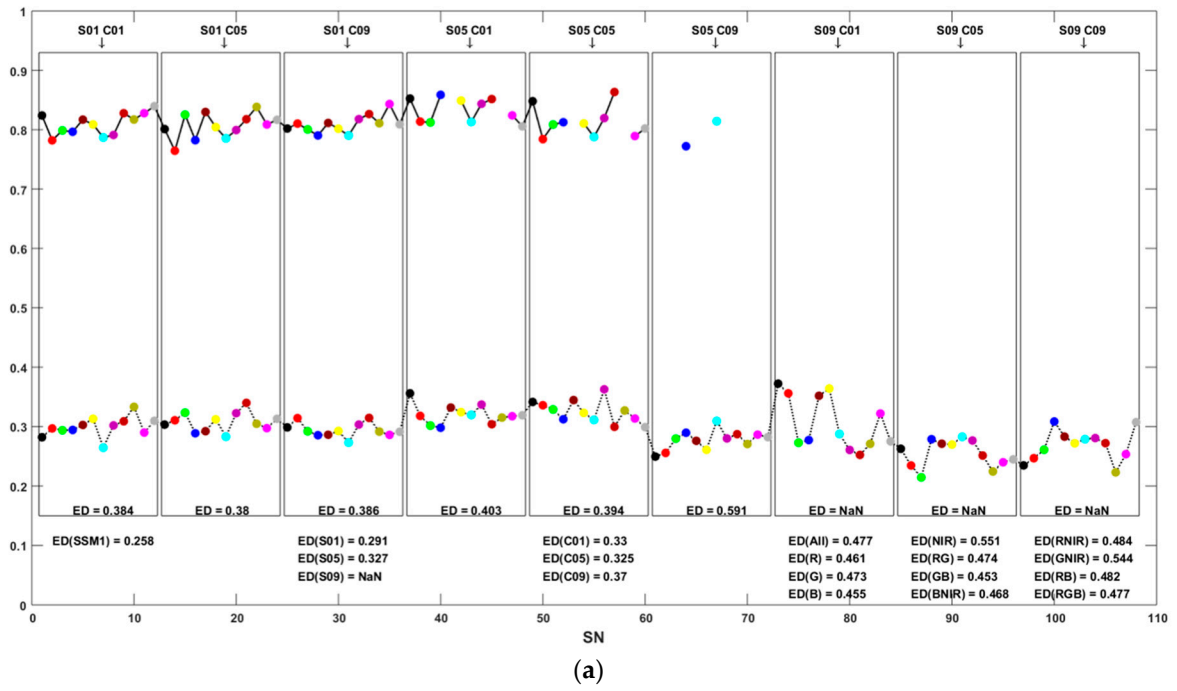 1
0.9
0.8
0.7
0.6
0.5
0.4
0.3
0.2
0.1
0
S01 C01 S01 C05 S01 C09 S05 C01 S05 C05 S05 C09 S09 C01 S09 C05 S09 C09
↓ ↓ ↓ ↓ ↓ ↓ ↓ ↓ ↓
ED = 0.384 ED = 0.38 ED = 0.386 ED = 0.403 ED = 0.394 ED = 0.591 ED = NaN ED = NaN ED = NaN
ED(SSM1) = 0.258 ED(S01) = 0.291 ED(C01) = 0.33 ED(All) = 0.477 ED(NIR) = 0.551 ED(RNIR) = 0.484
ED(S05) = 0.327 ED(C05) = 0.325 ED(R) = 0.461 ED(RG) = 0.474 ED(GNIR) = 0.544
ED(S09) = NaN ED(C09) = 0.37 ED(G) = 0.473 ED(GB) = 0.453 ED(RB) = 0.482
ED(B) = 0.455 ED(BNIR) = 0.468 ED(RGB) = 0.477
0 10 20 30 40 50 60 70 80 90 100 110
SN
(a)